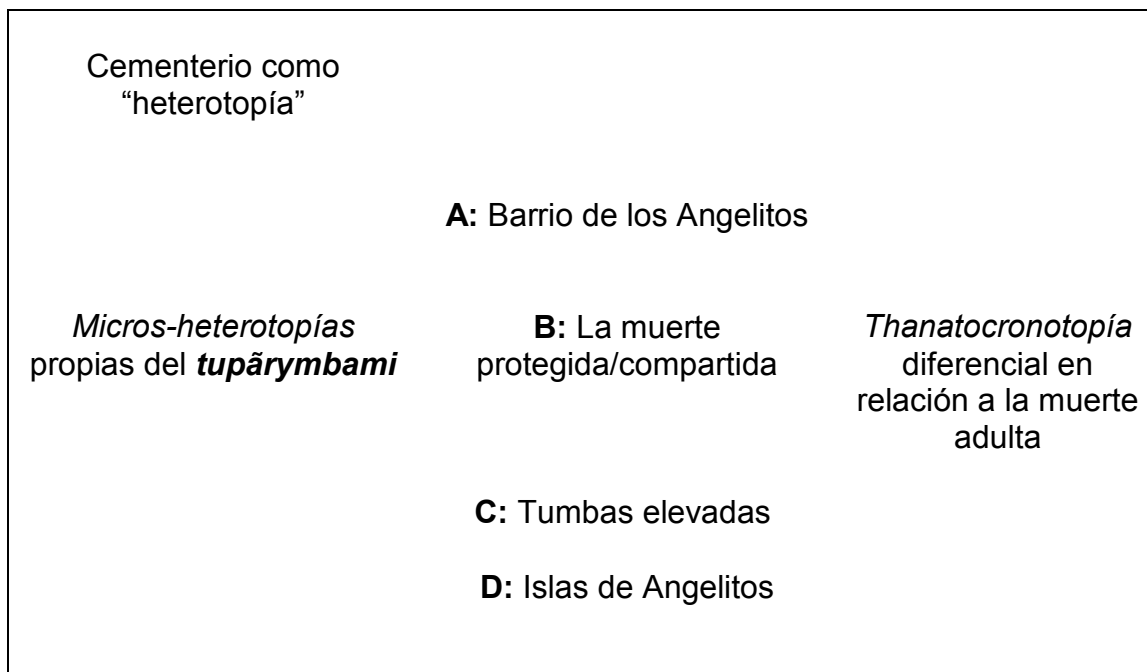 Cementerio como
“heterotopía”
A: Barrio de los Angelitos
Micros-heterotopías
propias del tupãrymbami
B: La muerte
protegida/compartida
Thanatocronotopía
diferencial en
relación a la muerte
adulta
C: Tumbas elevadas
D: Islas de Angelitos